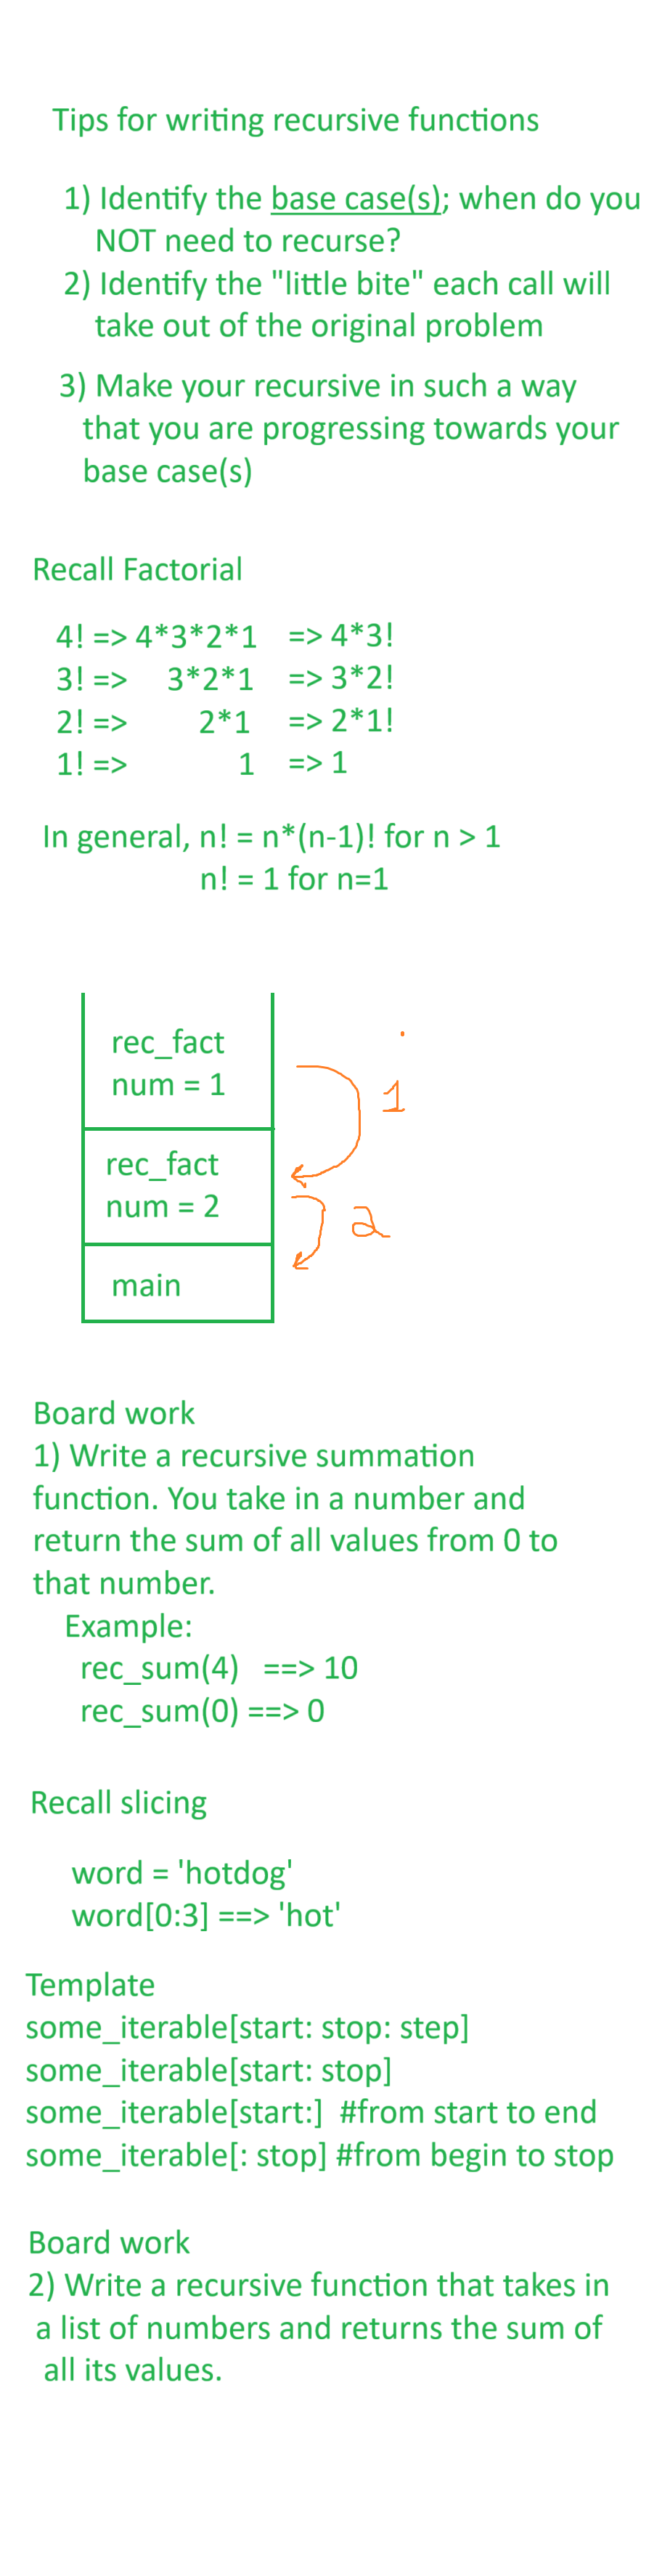 Tips for writing recursive functions
1) Identify the base case(s); when do you
NOT need to recurse?
2) Identify the "little bite" each call will
take out of the original problem
3) Make your recursive in such a way
that you are progressing towards your
base case(s)
Recall Factorial
4! => 4*3*2*1 => 4*3!
3! => 3*2*1 => 3*2!
2! => 2*1 => 2*1!
1! => 1 => 1
In general, n! = n*(n-1)! for n > 1
n! = 1 for n=1
rec_fact
num = 1
1
rec_fact
num = 2
2
main
Board work
1) Write a recursive summation
function. You take in a number and
return the sum of all values from 0 to
that number.
Example:
rec_sum(4) ==> 10
rec_sum(0) ==> 0
Recall slicing
word = 'hotdog'
word[0:3] ==> 'hot'
Template
some_iterable[start: stop: step]
some_iterable[start: stop]
some_iterable[start:] #from start to end
some_iterable[: stop] #from begin to stop
Board work
2) Write a recursive function that takes in
a list of numbers and returns the sum of
all its values.